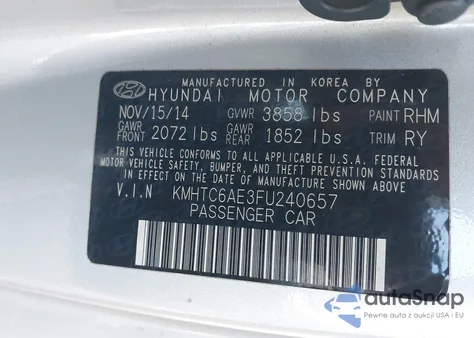 MANUFACTURED IN KOREA BY
HYUNDAI MOTOR COMPANY
NOV/15/14 GVWR 3858 lbs PAINT RHM
GAWR FRONT 2072 lbs GAWR REAR 1852 lbs TRIM RY
THIS VEHICLE CONFORMS TO ALL APPLICABLE U.S.A. FEDERAL
MOTOR VEHICLE SAFETY, BUMPER, AND THEFT PREVENTION
STANDARDS IN EFFECT ON THE DATE OF MANUFACTURE SHOWN ABOVE.
V.I.N KMHTC6AE3FU240657
PASSENGER CAR
autoSnap
Pewne auta z USA i EU